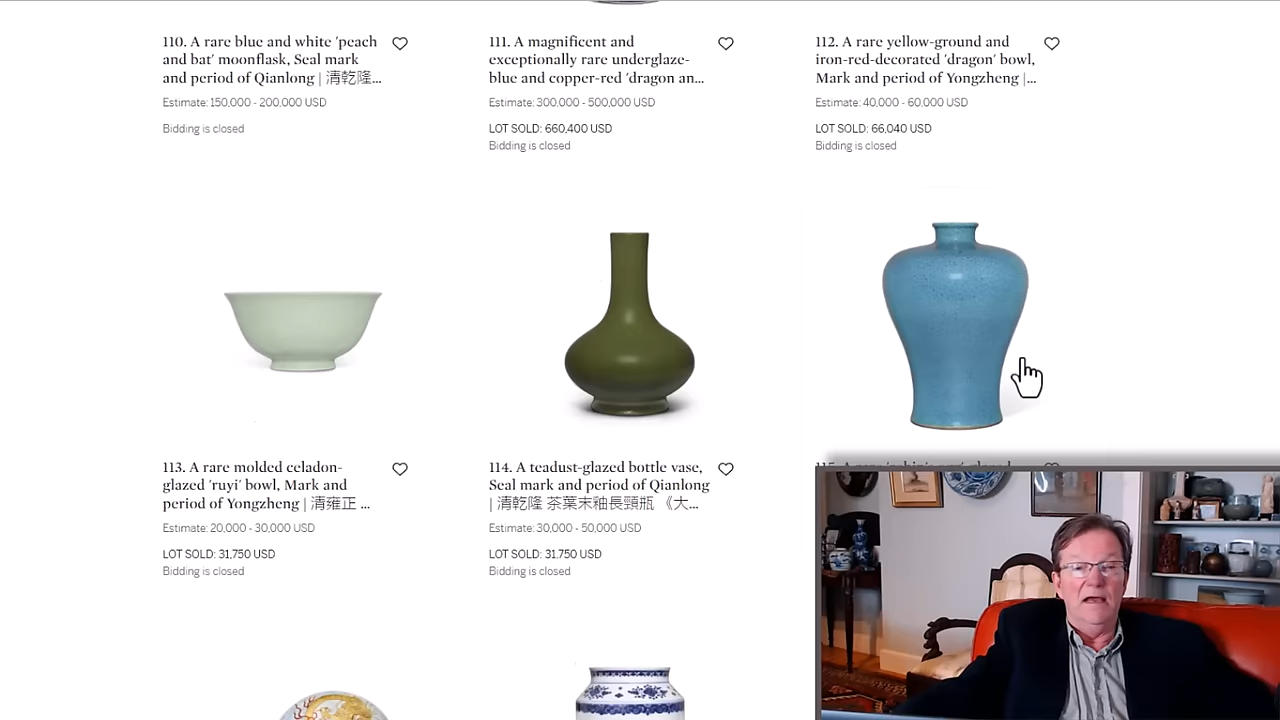 110. A rare blue and white 'peach
and bat' moonflask, Seal mark
and period of Qianlong | 清乾隆...
Estimate: 150,000 - 200,000 USD
Bidding is closed
111. A magnificent and
exceptionally rare underglaze-
blue and copper-red 'dragon an...
Estimate: 300,000 - 500,000 USD
LOT SOLD: 660,400 USD
Bidding is closed
112. A rare yellow-ground and
iron-red-decorated 'dragon' bowl,
Mark and period of Yongzheng |...
Estimate: 40,000 - 60,000 USD
LOT SOLD: 66,040 USD
Bidding is closed
113. A rare molded celadon-
glazed 'ruyi' bowl, Mark and
period of Yongzheng | 清雍正 ...
Estimate: 20,000 - 30,000 USD
LOT SOLD: 31,750 USD
Bidding is closed
114. A teadust-glazed bottle vase,
Seal mark and period of Qianlong
| 清乾隆 茶葉末釉長頸瓶 《大...
Estimate: 30,000 - 50,000 USD
LOT SOLD: 31,750 USD
Bidding is closed